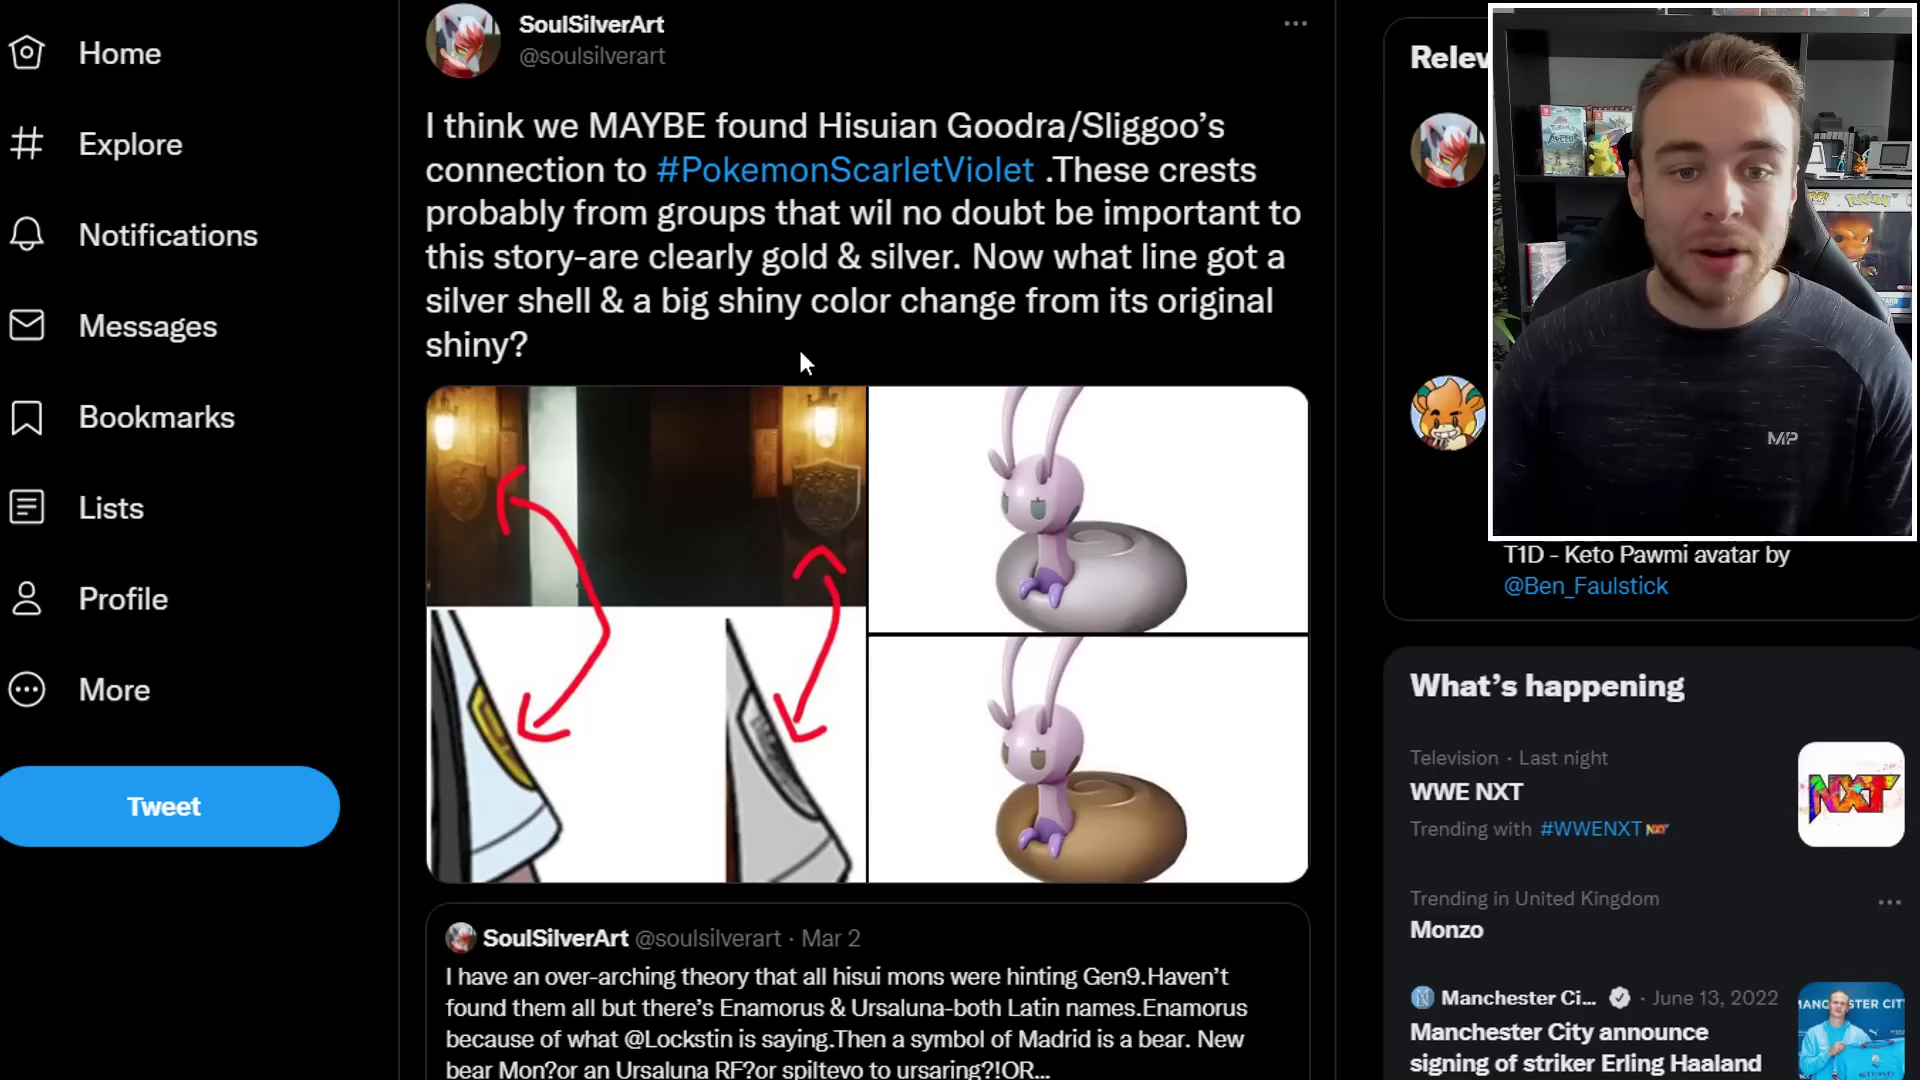 Home
Explore
Notifications
Messages
Bookmarks
Lists
Profile
More
Tweet
SoulSilverArt
@soulsilverart
I think we MAYBE found Hisuian Goodra/Sliggoo's
connection to #PokemonScarletViolet .These crests
probably from groups that wil no doubt be important to
this story-are clearly gold & silver. Now what line got a
silver shell & a big shiny color change from its original
shiny?
SoulSilverArt @soulsilverart · Mar 2
I have an over-arching theory that all hisui mons were hinting Gen9.Haven't
found them all but there's Enamorus & Ursaluna-both Latin names.Enamorus
because of what @Lockstin is saying.Then a symbol of Madrid is a bear. New
bear Mon?or an Ursaluna RF?or spiltevo to ursaring?!OR...
Relev
MP
T1D - Keto Pawmi avatar by
@Ben_Faulstick
What's happening
Television · Last night
WWE NXT
Trending with #WWENXT
NXT
Trending in United Kingdom
Monzo
Manchester Ci... · June 13, 2022
Manchester City announce
signing of striker Erling Haaland